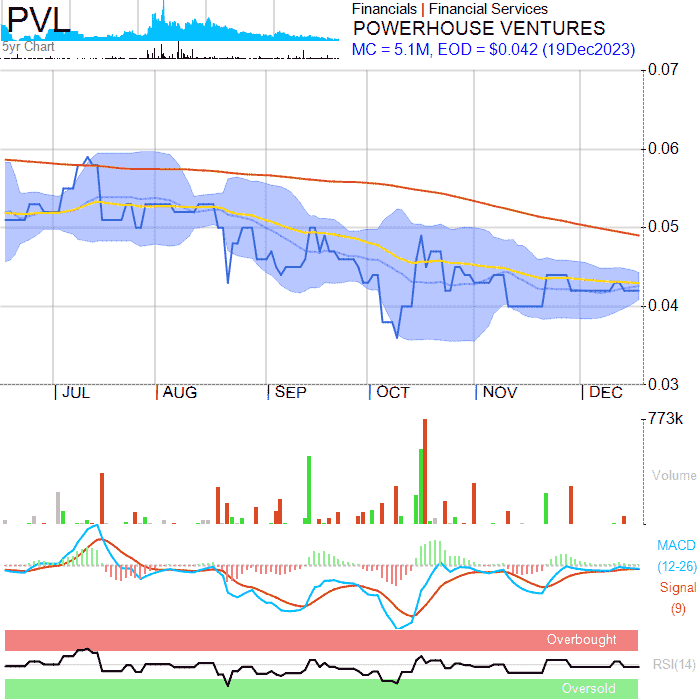 PVL
5yr Chart
Financials | Financial Services
POWERHOUSE VENTURES
MC = 5.1M, EOD = $0.042 (19Dec2023)
0.07
0.06
0.05
0.04
0.03
JUL AUG SEP OCT NOV DEC
773k
Volume
MACD
(12-26)
Signal
(9)
Overbought
RSI(14)
Oversold